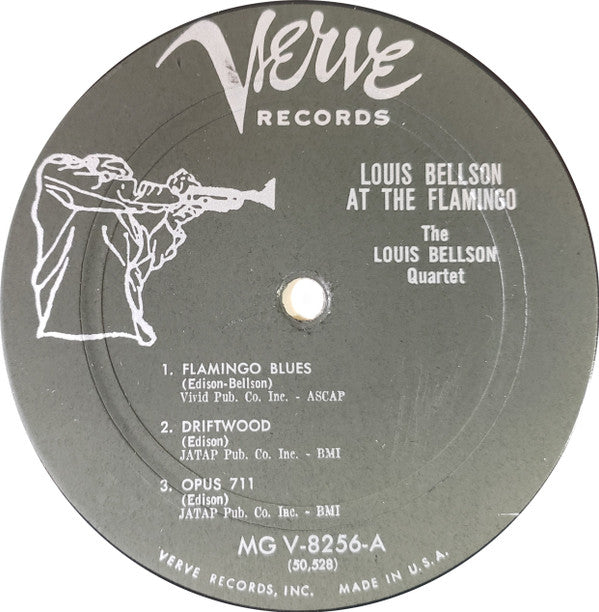 Verve
RECORDS
LOUIS BELLSON
AT THE FLAMINGO
The
LOUIS BELLSON
Quartet
1. FLAMINGO BLUES
(Edison-Bellson)
Vivid Pub. Co. Inc. - ASCAP
2. DRIFTWOOD
(Edison)
JATAP Pub. Co. Inc. - BMI
3. OPUS 711
(Edison)
JATAP Pub. Co. Inc. - BMI
MG V-8256-A
(50,528)
VERVE RECORDS, INC. MADE IN U.S.A.